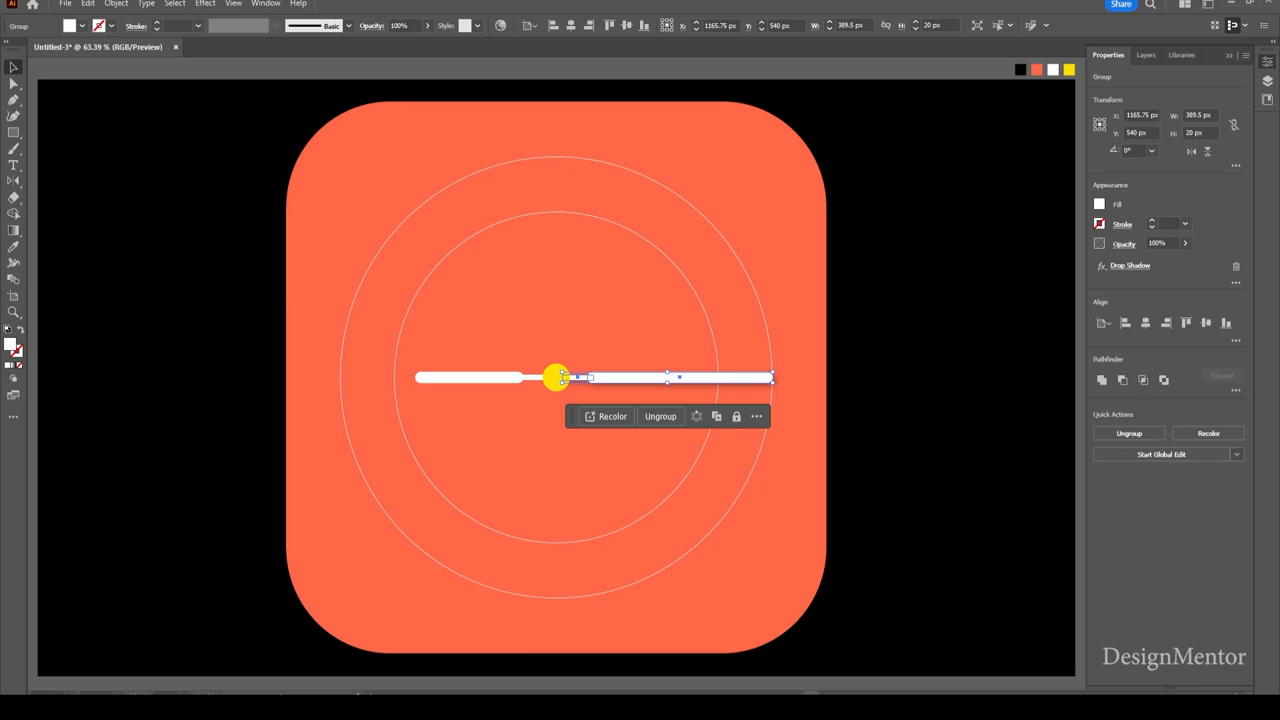 Ai File Edit Object Type Select Effect View Window Help Share
Group Stroke: Basic Opacity: 100% Style: X: 1165.75 px Y: 540 px W: 389.5 px H: 20 px
Untitled-3* @ 63.39 % (RGB/Preview) ×
Properties Layers Libraries
Group
Transform
X: 1165.75 px W: 389.5 px
Y: 540 px H: 20 px
0°
Appearance
Fill
Stroke
Opacity 100%
fx Drop Shadow
Align
Pathfinder
Expand
Recolor Ungroup
Quick Actions
Ungroup Recolor
Start Global Edit
DesignMentor